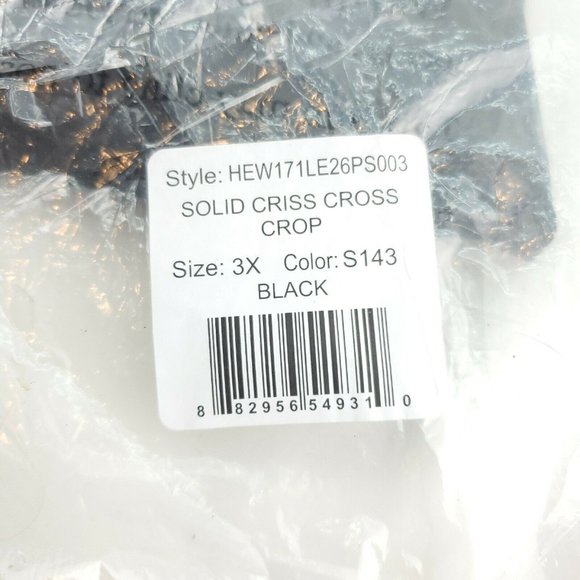 Style: HEW171LE26PS003
SOLID CRISS CROSS
CROP
Size: 3X Color: S143
BLACK
8 82956 54931 0